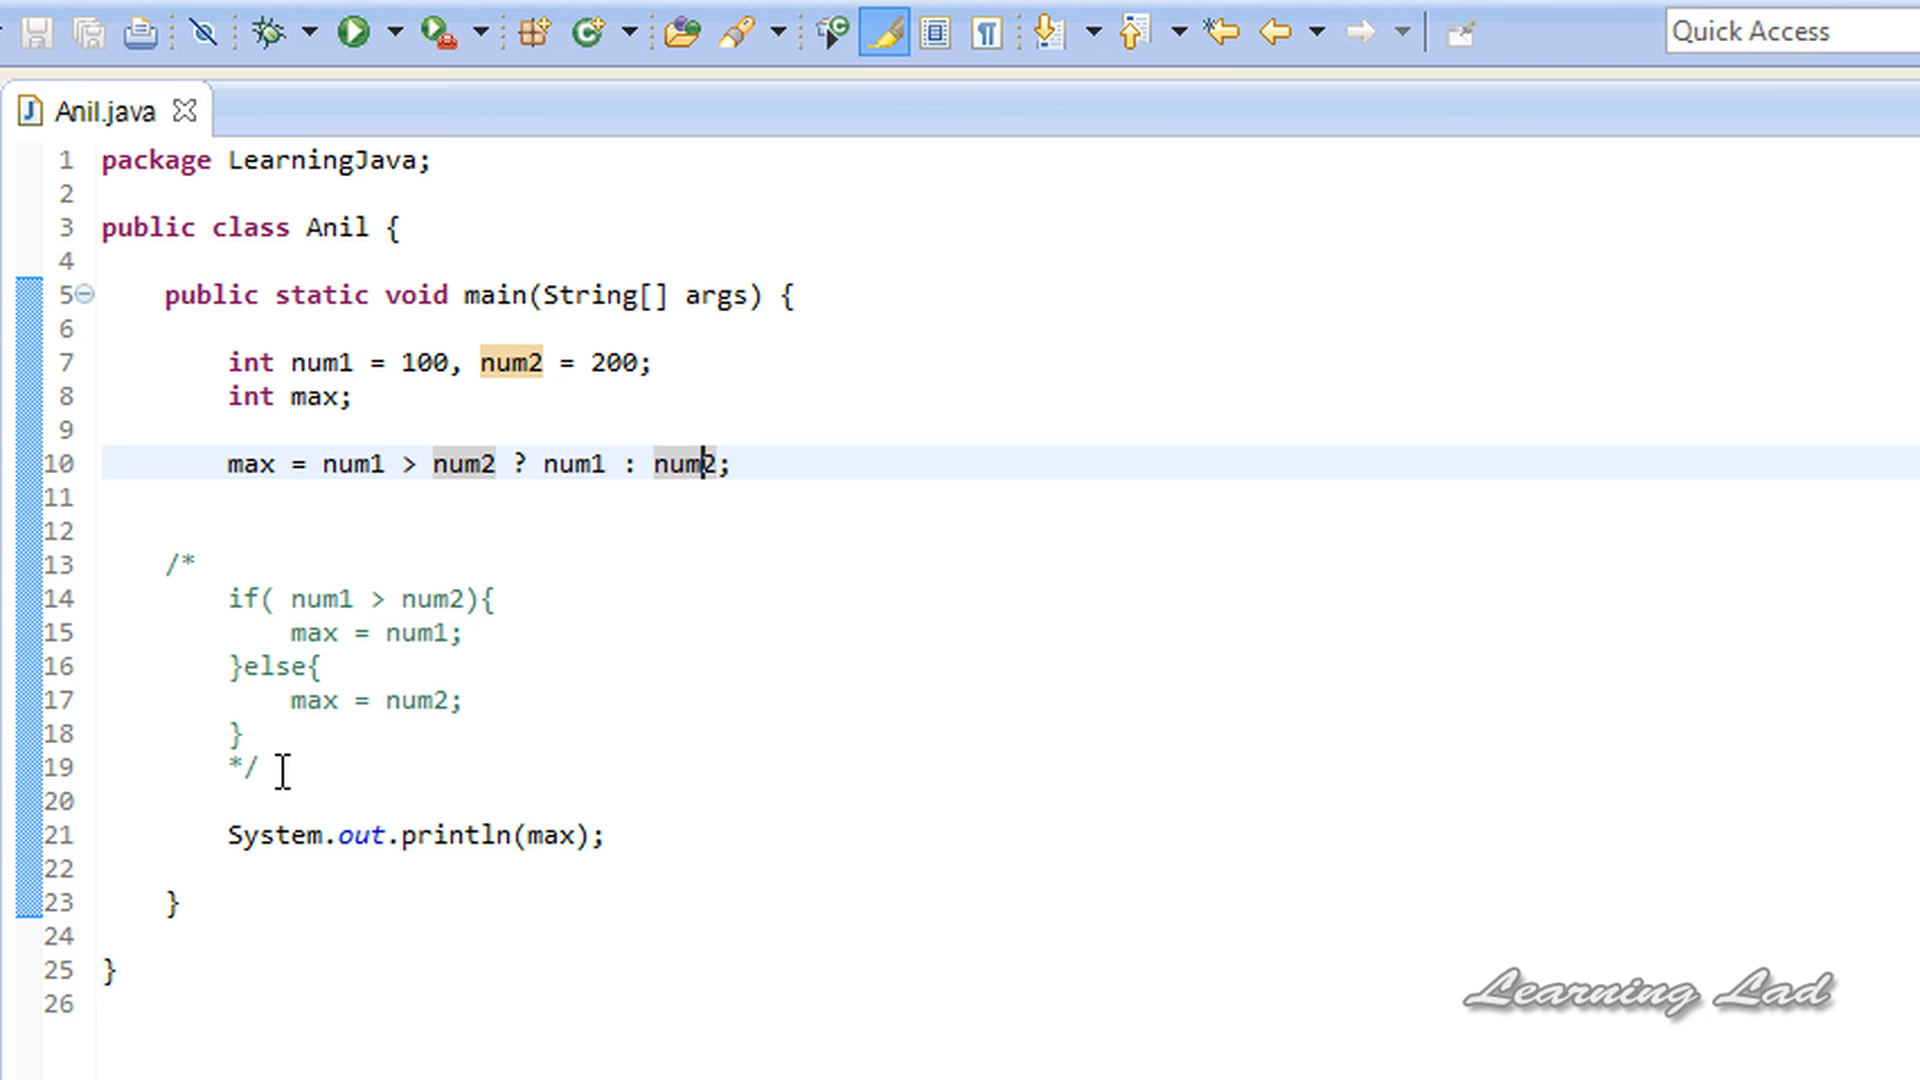 Quick Access
Anil.java
1 package LearningJava;
2
3 public class Anil {
4
5 public static void main(String[] args) {
6
7 int num1 = 100, num2 = 200;
8 int max;
9
10 max = num1 > num2 ? num1 : num2;
11
12
13 /*
14 if( num1 > num2){
15 max = num1;
16 }else{
17 max = num2;
18 }
19 */
20
21 System.out.println(max);
22
23 }
24
25 }
26
Learning Lad